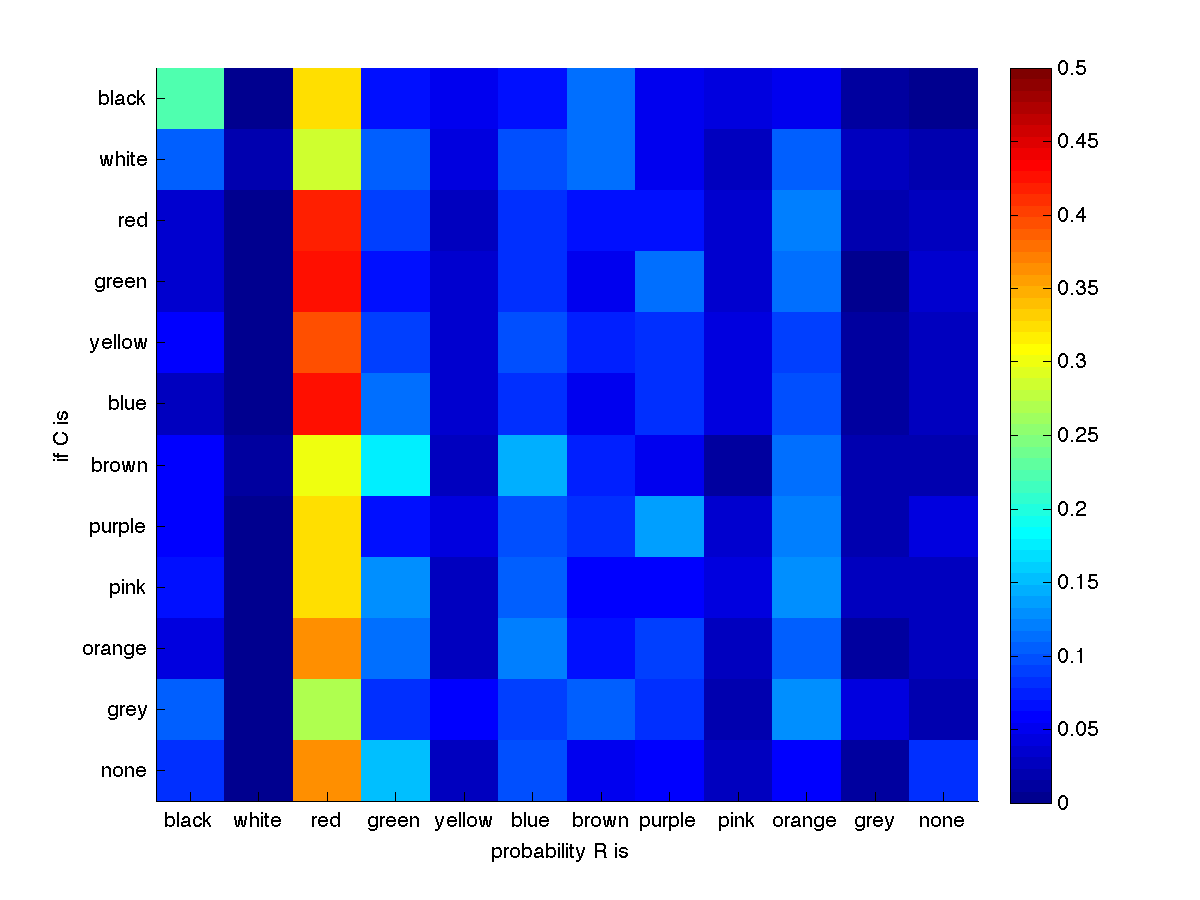 black
white
red
green
yellow
blue
brown
purple
pink
orange
grey
none
if C is
black white red green yellow blue brown purple pink orange grey none
probability R is
0.5
0.45
0.4
0.35
0.3
0.25
0.2
0.15
0.1
0.05
0